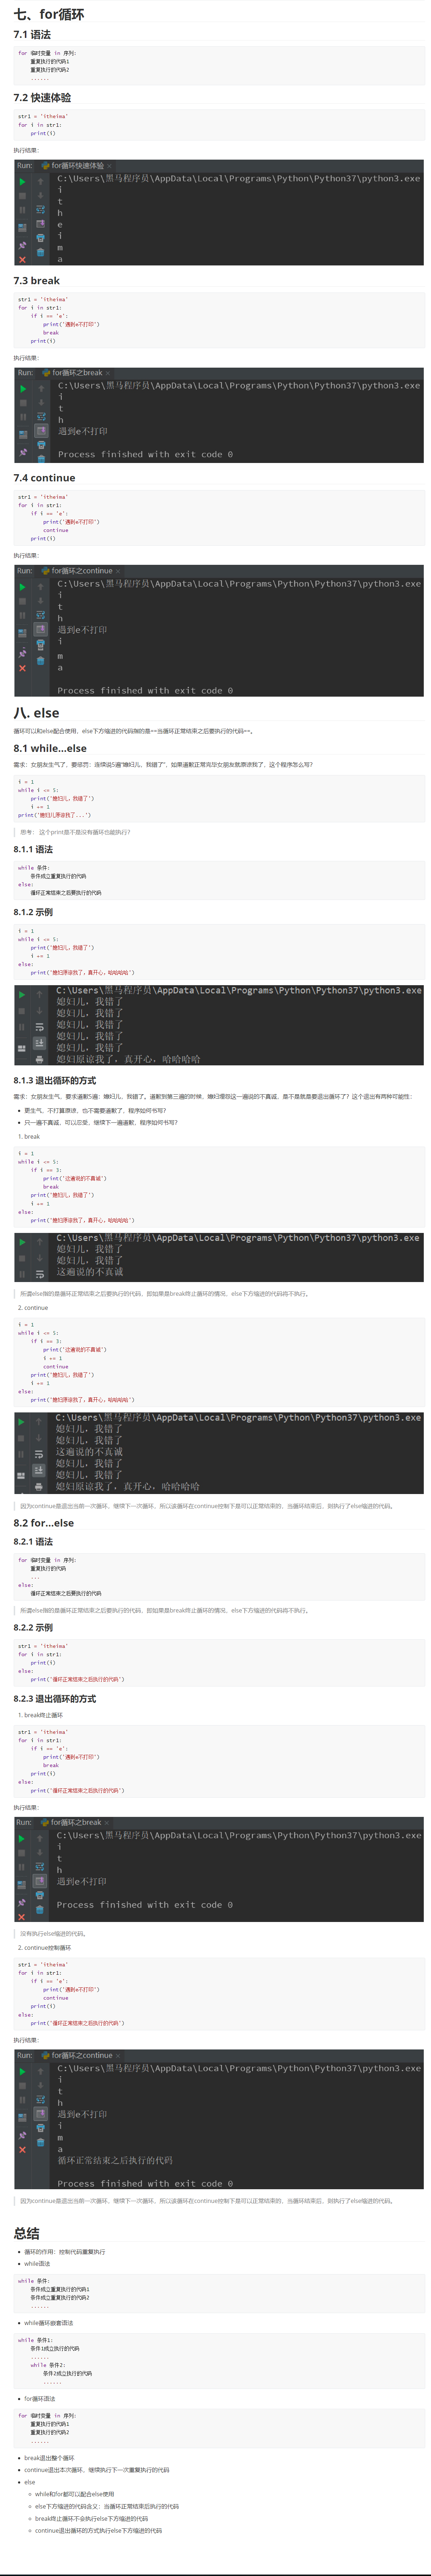 七、for循环
7.1 语法
for 临时变量 in 序列:
    重复执行的代码1
    重复执行的代码2
    ......
7.2 快速体验
str1 = 'itheima'
for i in str1:
    print(i)
执行结果:
Run: for循环快速体验 ×
C:\Users\黑马程序员\AppData\Local\Programs\Python\Python37\python3.exe
i
t
h
e
i
m
a
7.3 break
str1 = 'itheima'
for i in str1:
    if i == 'e':
        print('遇到e不打印')
        break
    print(i)
执行结果:
Run: for循环之break ×
C:\Users\黑马程序员\AppData\Local\Programs\Python\Python37\python3.exe
i
t
h
遇到e不打印
Process finished with exit code 0
7.4 continue
str1 = 'itheima'
for i in str1:
    if i == 'e':
        print('遇到e不打印')
        continue
    print(i)
执行结果:
Run: for循环之continue ×
C:\Users\黑马程序员\AppData\Local\Programs\Python\Python37\python3.exe
i
t
h
遇到e不打印
i
m
a
Process finished with exit code 0
八. else
循环可以和else配合使用，else下方缩进的代码指的是==当循环正常结束之后要执行的代码==。
8.1 while...else
需求：女朋友生气了，要惩罚：连续说5遍“媳妇儿，我错了”，如果道歉正常完毕女朋友就原谅我了，这个程序怎么写？
i = 1
while i <= 5:
    print('媳妇儿，我错了')
    i += 1
print('媳妇儿原谅我了...')
思考： 这个print是不是没有循环也能执行？
8.1.1 语法
while 条件:
    条件成立重复执行的代码
else:
    循环正常结束之后要执行的代码
8.1.2 示例
i = 1
while i <= 5:
    print('媳妇儿，我错了')
    i += 1
else:
    print('媳妇原谅我了，真开心，哈哈哈哈')
C:\Users\黑马程序员\AppData\Local\Programs\Python\Python37\python3.exe
媳妇儿，我错了
媳妇儿，我错了
媳妇儿，我错了
媳妇儿，我错了
媳妇儿，我错了
媳妇原谅我了，真开心，哈哈哈哈
8.1.3 退出循环的方式
需求：女朋友生气，要求道歉5遍：媳妇儿，我错了。道歉到第三遍的时候，媳妇埋怨这一遍说的不真诚，是不是就是要退出循环了？这个退出有两种可能性：
更生气，不打算原谅，也不需要道歉了，程序如何书写？
只一遍不真诚，可以忍受，继续下一遍道歉，程序如何书写？
1. break
i = 1
while i <= 5:
    if i == 3:
        print('这遍说的不真诚')
        break
    print('媳妇儿，我错了')
    i += 1
else:
    print('媳妇原谅我了，真开心，哈哈哈哈')
C:\Users\黑马程序员\AppData\Local\Programs\Python\Python37\python3.exe
媳妇儿，我错了
媳妇儿，我错了
这遍说的不真诚
所谓else指的是循环正常结束之后要执行的代码，即如果是break终止循环的情况，else下方缩进的代码将不执行。
2. continue
i = 1
while i <= 5:
    if i == 3:
        print('这遍说的不真诚')
        i += 1
        continue
    print('媳妇儿，我错了')
    i += 1
else:
    print('媳妇原谅我了，真开心，哈哈哈哈')
C:\Users\黑马程序员\AppData\Local\Programs\Python\Python37\python3.exe
媳妇儿，我错了
媳妇儿，我错了
这遍说的不真诚
媳妇儿，我错了
媳妇儿，我错了
媳妇原谅我了，真开心，哈哈哈哈
因为continue是退出当前一次循环，继续下一次循环，所以该循环在continue控制下是可以正常结束的，当循环结束后，则执行了else缩进的代码。
8.2 for...else
8.2.1 语法
for 临时变量 in 序列:
    重复执行的代码
    ...
else:
    循环正常结束之后要执行的代码
所谓else指的是循环正常结束之后要执行的代码，即如果是break终止循环的情况，else下方缩进的代码将不执行。
8.2.2 示例
str1 = 'itheima'
for i in str1:
    print(i)
else:
    print('循环正常结束之后执行的代码')
8.2.3 退出循环的方式
1. break终止循环
str1 = 'itheima'
for i in str1:
    if i == 'e':
        print('遇到e不打印')
        break
    print(i)
else:
    print('循环正常结束之后执行的代码')
执行结果:
Run: for循环之break ×
C:\Users\黑马程序员\AppData\Local\Programs\Python\Python37\python3.exe
i
t
h
遇到e不打印
Process finished with exit code 0
没有执行else缩进的代码。
2. continue控制循环
str1 = 'itheima'
for i in str1:
    if i == 'e':
        print('遇到e不打印')
        continue
    print(i)
else:
    print('循环正常结束之后执行的代码')
执行结果:
Run: for循环之continue ×
C:\Users\黑马程序员\AppData\Local\Programs\Python\Python37\python3.exe
i
t
h
遇到e不打印
i
m
a
循环正常结束之后执行的代码
Process finished with exit code 0
因为continue是退出当前一次循环，继续下一次循环，所以该循环在continue控制下是可以正常结束的，当循环结束后，则执行了else缩进的代码。
总结
循环的作用：控制代码重复执行
while语法
while 条件:
    条件成立重复执行的代码1
    条件成立重复执行的代码2
    ......
while循环嵌套语法
while 条件1:
    条件1成立执行的代码
    ......
    while 条件2:
        条件2成立执行的代码
        ......
for循环语法
for 临时变量 in 序列:
    重复执行的代码1
    重复执行的代码2
    ......
break退出整个循环
continue退出本次循环，继续执行下一次重复执行的代码
else
while和for都可以配合else使用
else下方缩进的代码含义：当循环正常结束后执行的代码
break终止循环不会执行else下方缩进的代码
continue退出循环的方式执行else下方缩进的代码